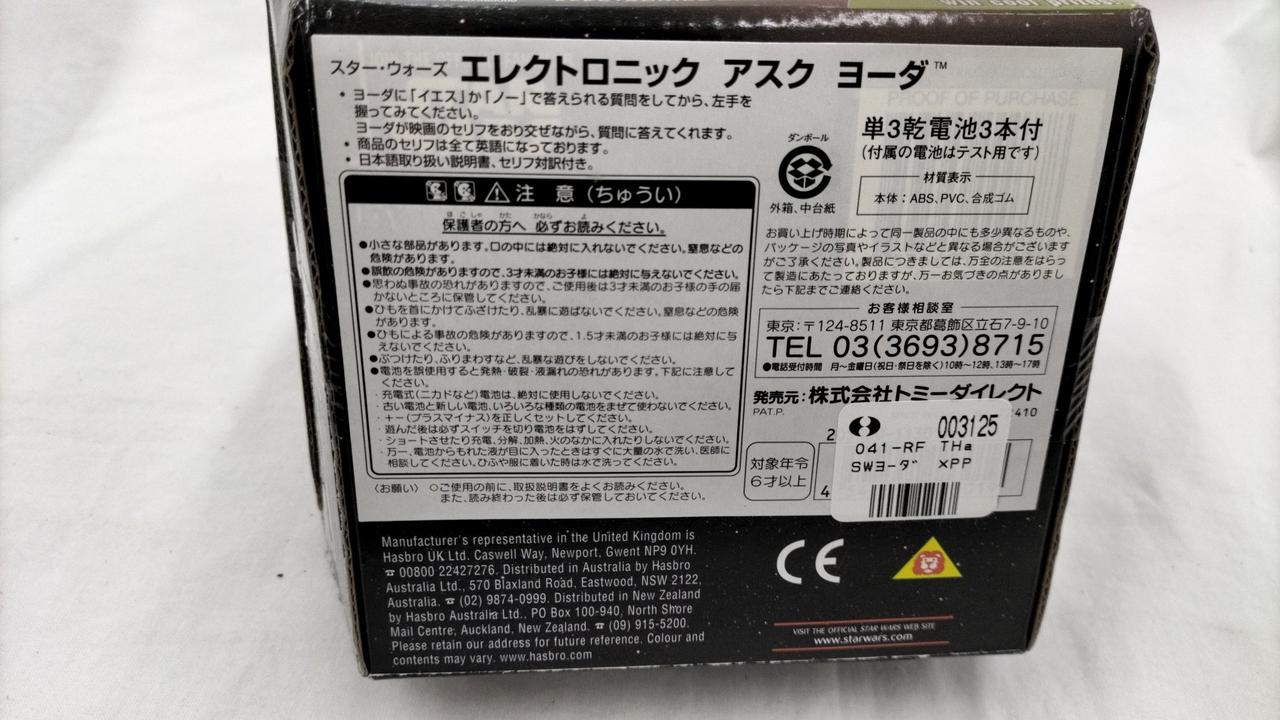 スター・ウォーズ エレクトロニック アスク ヨーダ™
・ヨーダに「イエス」か「ノー」で答えられる質問をしてから、左手を
握ってみてください。
ヨーダが映画のセリフをおり交ぜながら、質問に答えてくれます。
・商品のセリフは全て英語になっております。
・日本語取り扱い説明書、セリフ対訳付き。
注 意（ちゅうい）
保護者の方へ 必ずお読みください。
●小さな部品があります。口の中には絶対に入れないでください。窒息などの
危険があります。
●誤飲の危険がありますので、3才未満のお子様には絶対に与えないでください。
●思わぬ事故の恐れがありますので、ご使用後は3才未満のお子様の手の届
かないところに保管してください。
●ひもを首にかけてふざけたり、乱暴に遊ばないでください。窒息などの危険
があります。
●ひもによる事故の危険がありますので、1.5才未満のお子様には絶対に与
えないでください。
●ぶつけたり、ふりまわすなど、乱暴な遊びをしないでください。
●電池を誤使用すると発熱・破裂・液漏れの恐れがあります。下記に注意して
ください。
・充電式(ニカドなど)電池は、絶対に使用しないでください。
・古い電池と新しい電池、いろいろな種類の電池をまぜて使わないでください。
・+-(プラスマイナス)を正しくセットしてください。
・遊んだ後は必ずスイッチを切り電池をはずしてください。
・ショートさせたり充電、分解、加熱、火のなかに入れたりしないでください。
・万一、電池からもれた液が目に入ったときはすぐに大量の水で洗い、医師に
相談してください。ひふや服に着いた時は水で洗ってください。
〈お願い〉 ○ご使用の前に、取扱説明書をよくお読みください。
また、読み終わった後は必ず保管しておいてください。
PROOF OF PURCHASE
単3乾電池3本付
(付属の電池はテスト用です)
ダンボール
外箱、中台紙
材質表示
本体：ABS、PVC、合成ゴム
お買い上げ時期によって同一製品の中にも多少異なるものや、
パッケージの写真やイラストなどと異なる場合がございます
がご了承ください。製品につきましては、万全の注意をはらっ
て製造にあたっておりますが、万一お気づきの点がありまし
たら下記までご連絡ください。
お客様相談室
東京：〒124-8511 東京都葛飾区立石7-9-10
TEL 03(3693)8715
●電話受付時間 月〜金曜日(祝日・祭日を除く)10時〜12時、13時〜17時
発売元：株式会社トミーダイレクト
PAT.P.
対象年令
6才以上
003125
041-RF THa
SWヨーダ ×PP
Manufacturer's representative in the United Kingdom is
Hasbro UK Ltd. Caswell Way, Newport, Gwent NP9 0YH.
☎ 00800 22427276. Distributed in Australia by Hasbro
Australia Ltd., 570 Blaxland Road, Eastwood, NSW 2122,
Australia. ☎ (02) 9874-0999. Distributed in New Zealand
by Hasbro Australia Ltd., PO Box 100-940, North Shore
Mail Centre, Auckland, New Zealand. ☎ (09) 915-5200.
Please retain our address for future reference. Colour and
contents may vary. www.hasbro.com
CE
VISIT THE OFFICIAL STAR WARS WEB SITE
www.starwars.com